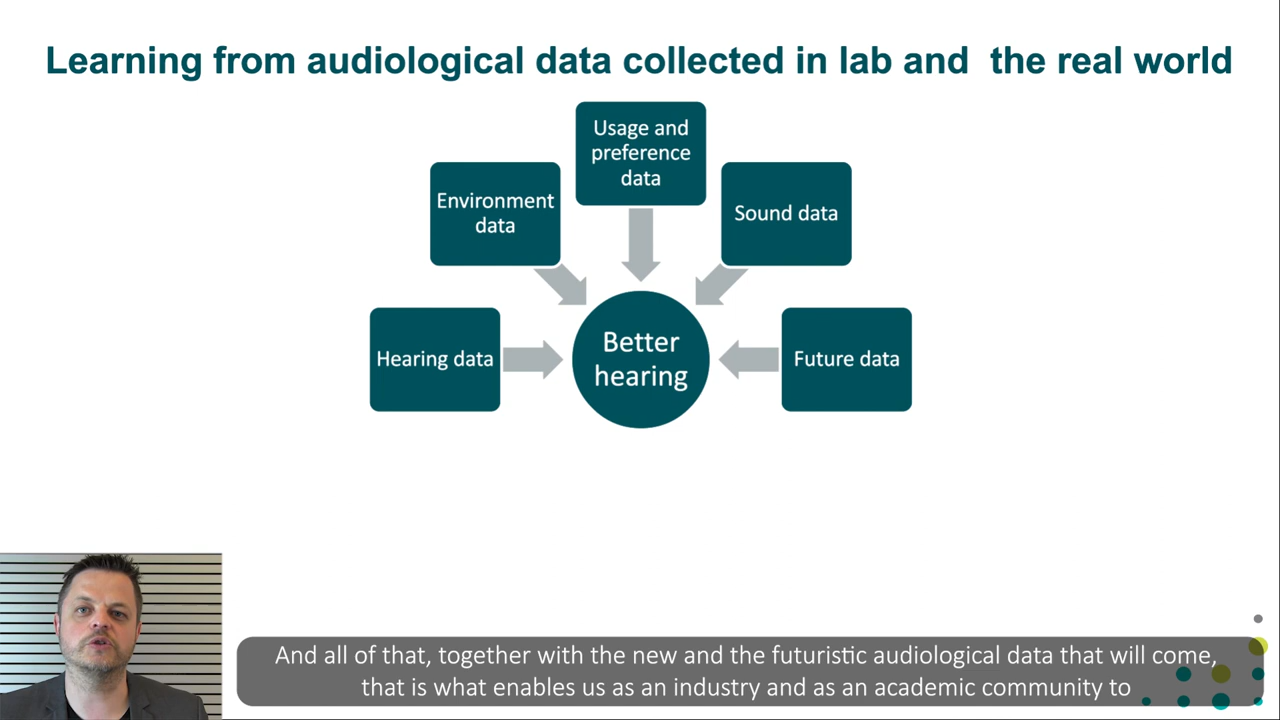 Learning from audiological data collected in lab and  the real world
Usage and
preference
data
Environment
data
Sound data
Hearing data
Better
hearing
Future data
And all of that, together with the new and the futuristic audiological data that will come,
that is what enables us as an industry and as an academic community to